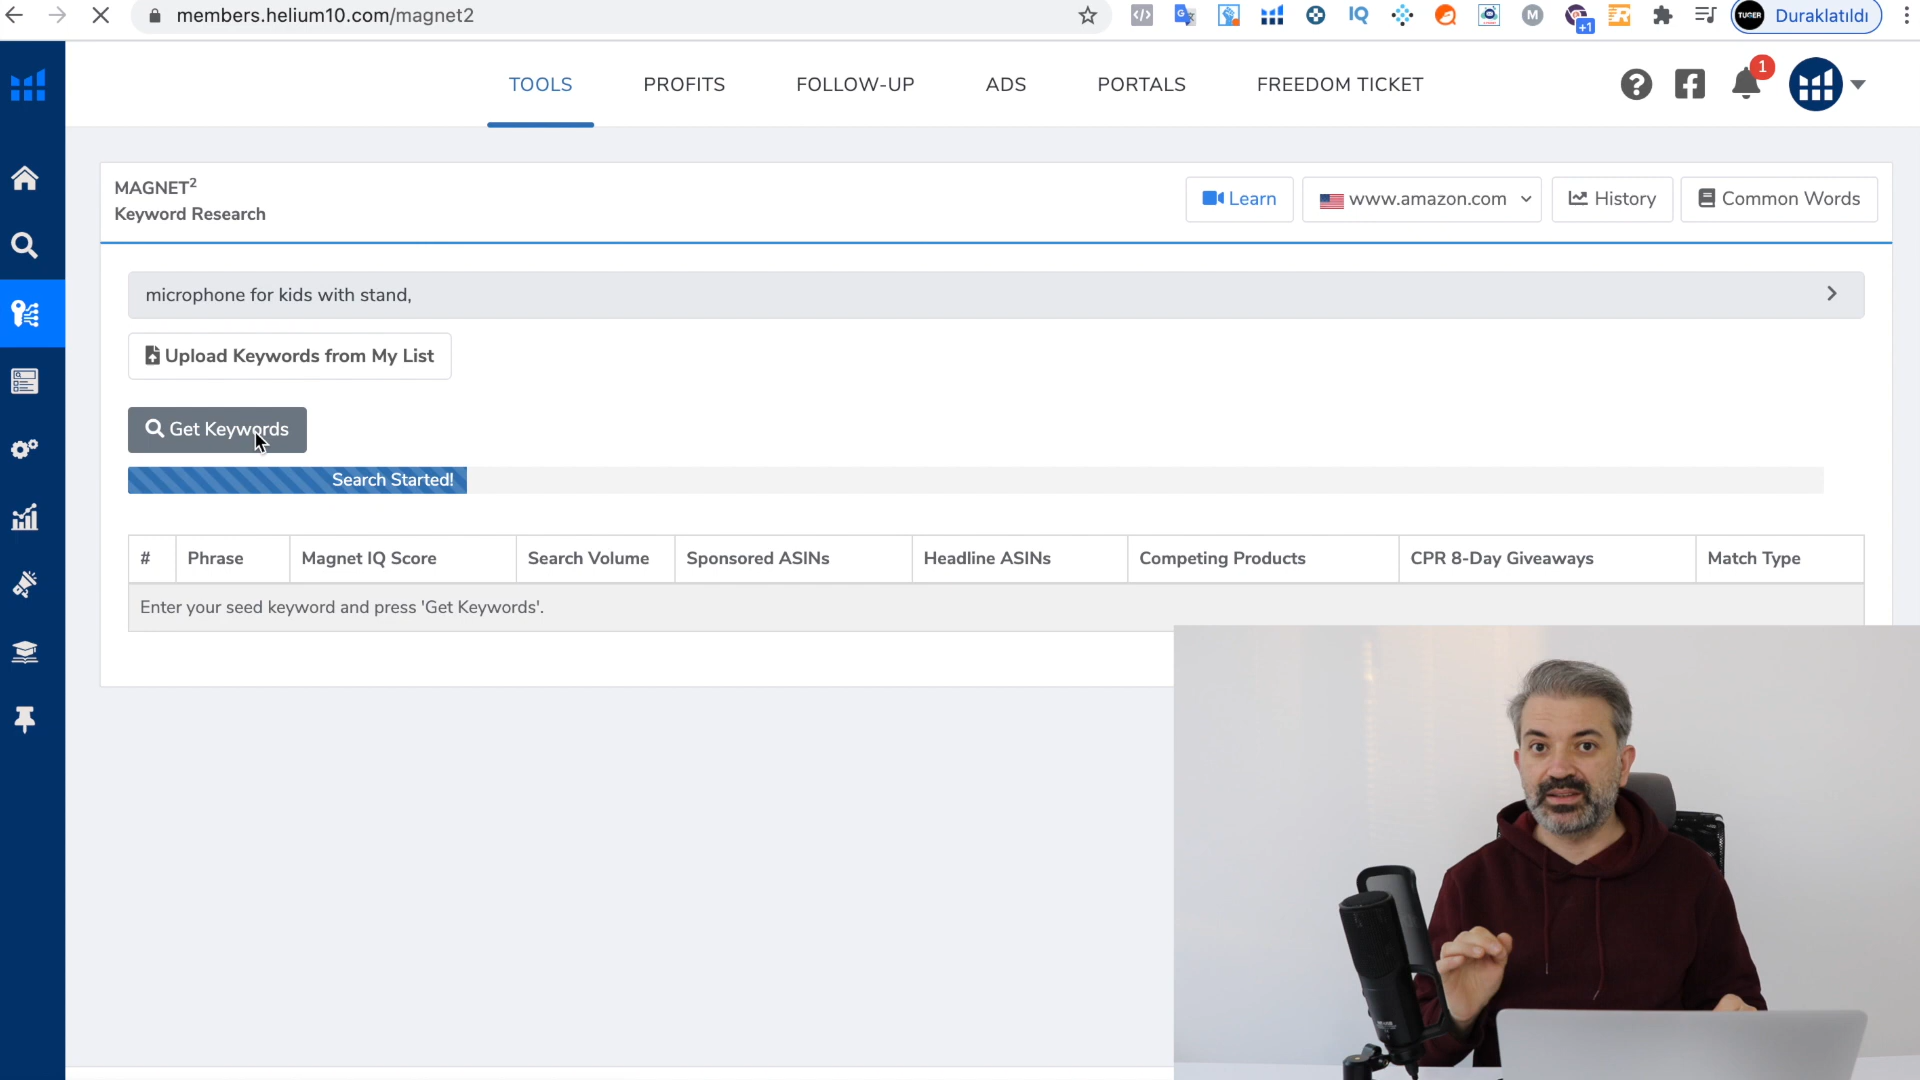 members.helium10.com/magnet2
IQ
M
+1
TUNER
Duraklatıldı
TOOLS
PROFITS
FOLLOW-UP
ADS
PORTALS
FREEDOM TICKET
1
MAGNET2
Keyword Research
Learn
www.amazon.com
History
Common Words
microphone for kids with stand,
Upload Keywords from My List
Get Keywords
Search Started!
# Phrase Magnet IQ Score Search Volume Sponsored ASINs Headline ASINs Competing Products CPR 8-Day Giveaways Match Type
Enter your seed keyword and press 'Get Keywords'.